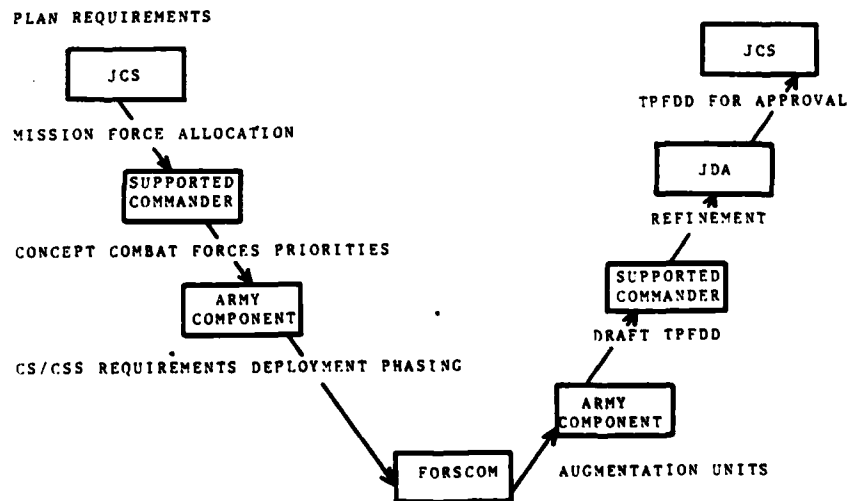 PLAN REQUIREMENTS
JCS
MISSION FORCE ALLOCATION
SUPPORTED
COMMANDER
CONCEPT COMBAT FORCES PRIORITIES
ARMY
COMPONENT
CS/CSS REQUIREMENTS DEPLOYMENT PHASING
FORSCOM
AUGMENTATION UNITS
ARMY
COMPONENT
DRAFT TPFDD
SUPPORTED
COMMANDER
REFINEMENT
JDA
TPFDD FOR APPROVAL
JCS